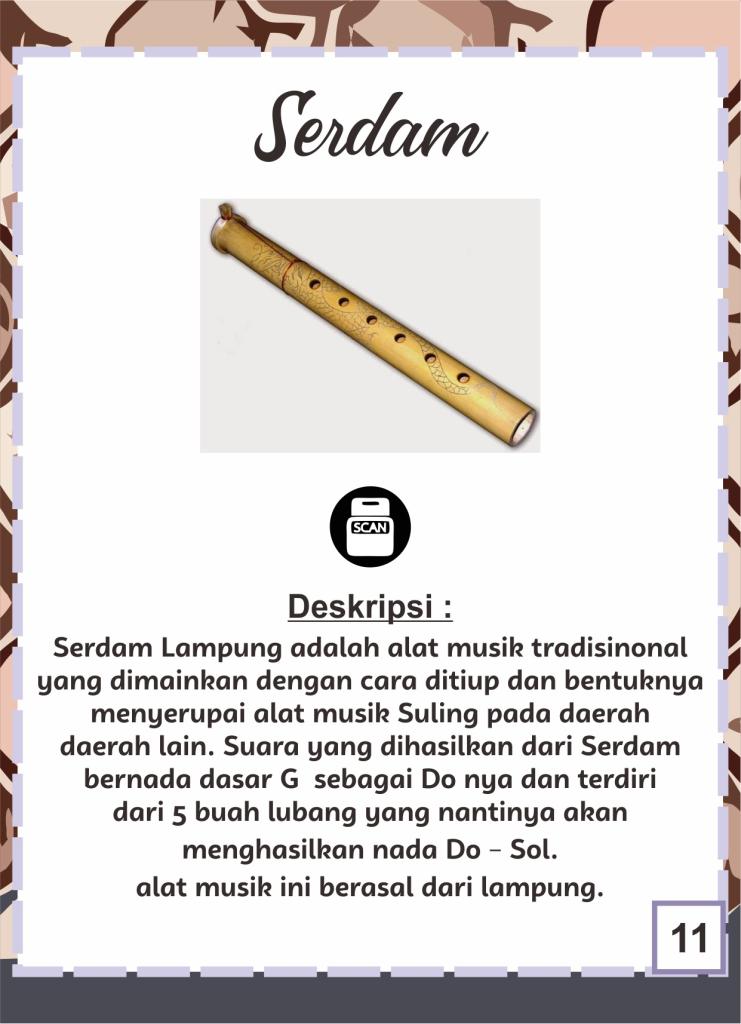 Serdam
SCAN
Deskripsi :
Serdam Lampung adalah alat musik tradisinonal
yang dimainkan dengan cara ditiup dan bentuknya
menyerupai alat musik Suling pada daerah
daerah lain. Suara yang dihasilkan dari Serdam
bernada dasar G  sebagai Do nya dan terdiri
dari 5 buah lubang yang nantinya akan
menghasilkan nada Do – Sol.
alat musik ini berasal dari lampung.
11